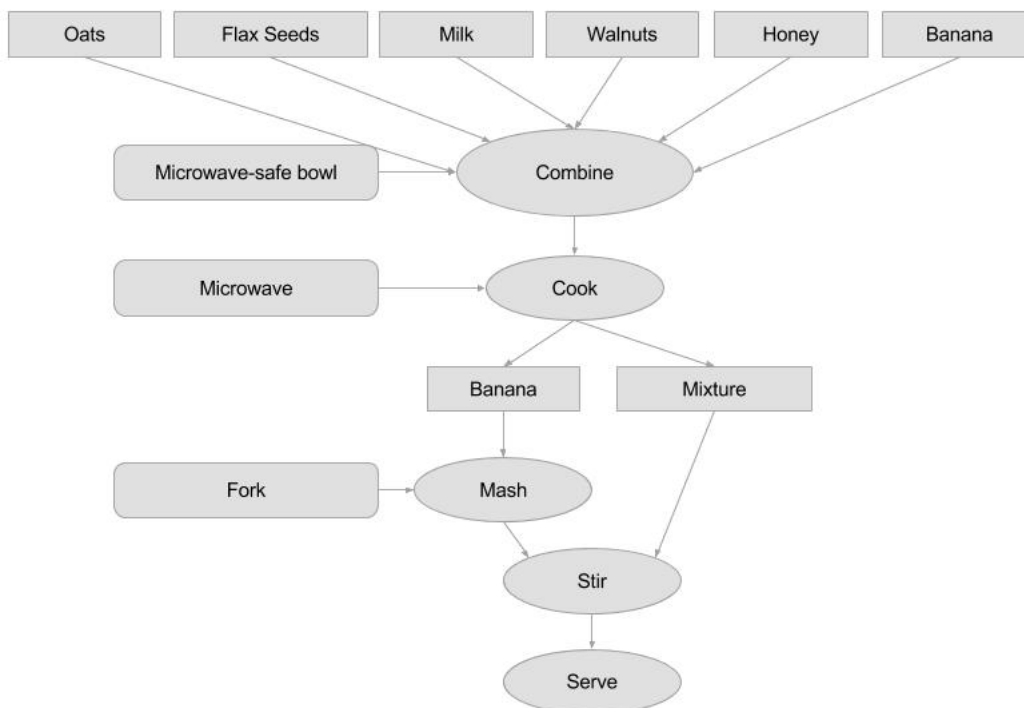 Oats
Flax Seeds
Milk
Walnuts
Honey
Banana
Microwave-safe bowl
Combine
Microwave
Cook
Banana
Mixture
Fork
Mash
Stir
Serve